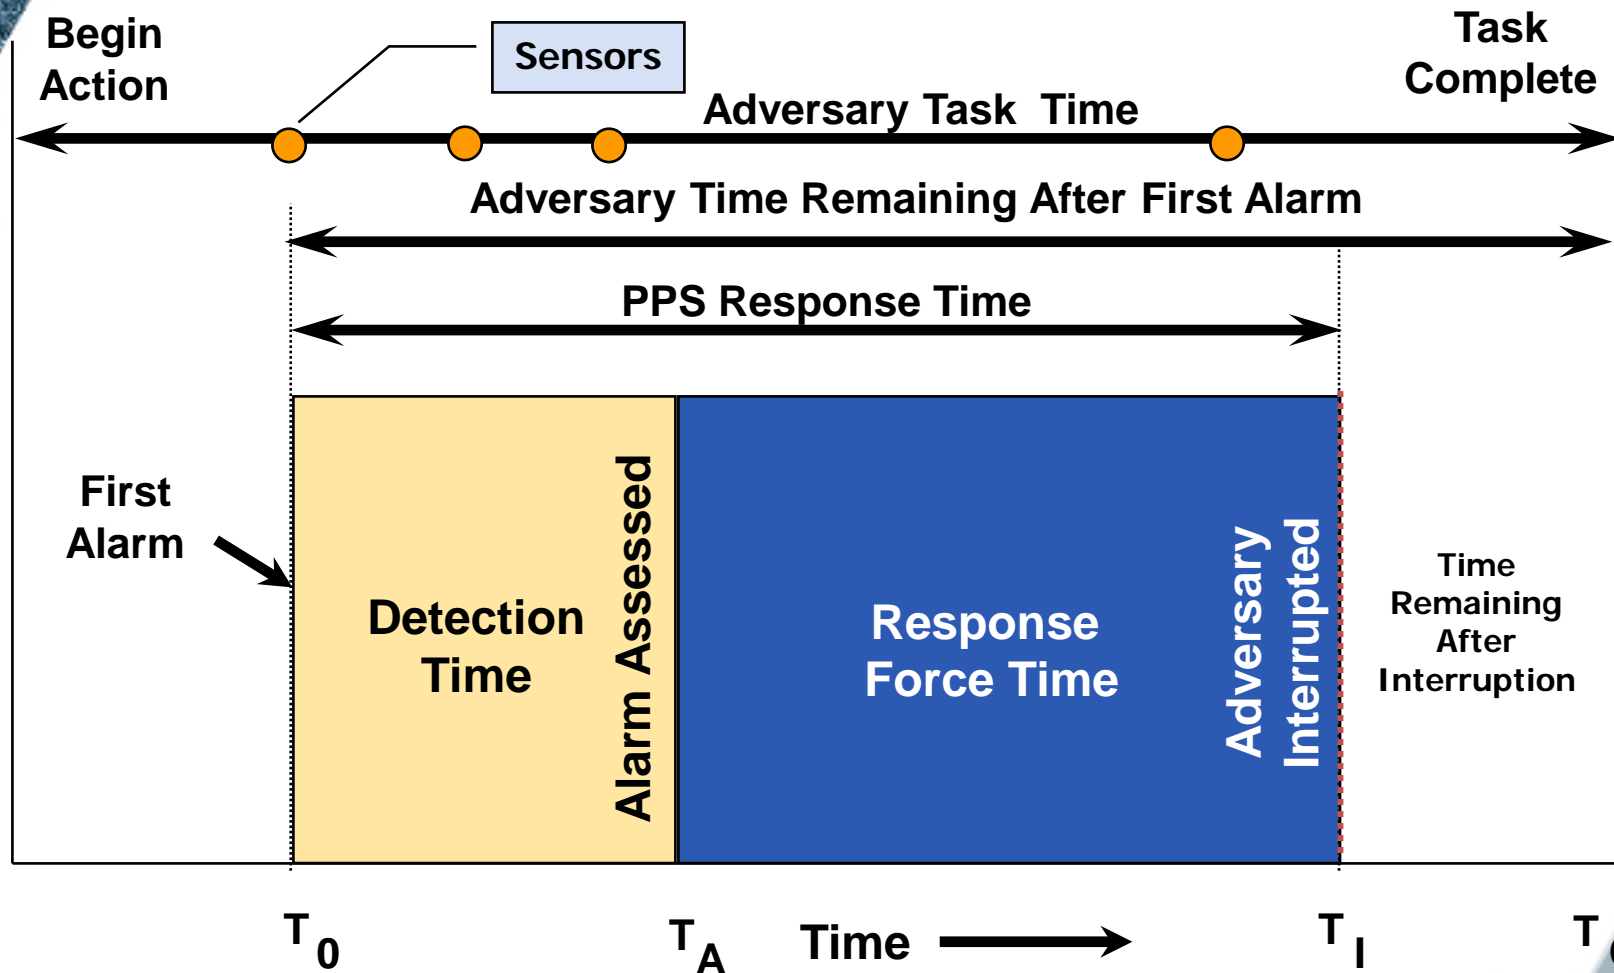 Begin
Action
Sensors
Task
Complete
Adversary Task Time
Adversary Time Remaining After First Alarm
PPS Response Time
First
Alarm
Detection
Time
Alarm Assessed
Response
Force Time
Adversary
Interrupted
Time
Remaining
After
Interruption
T0
TA
Time
TI
T